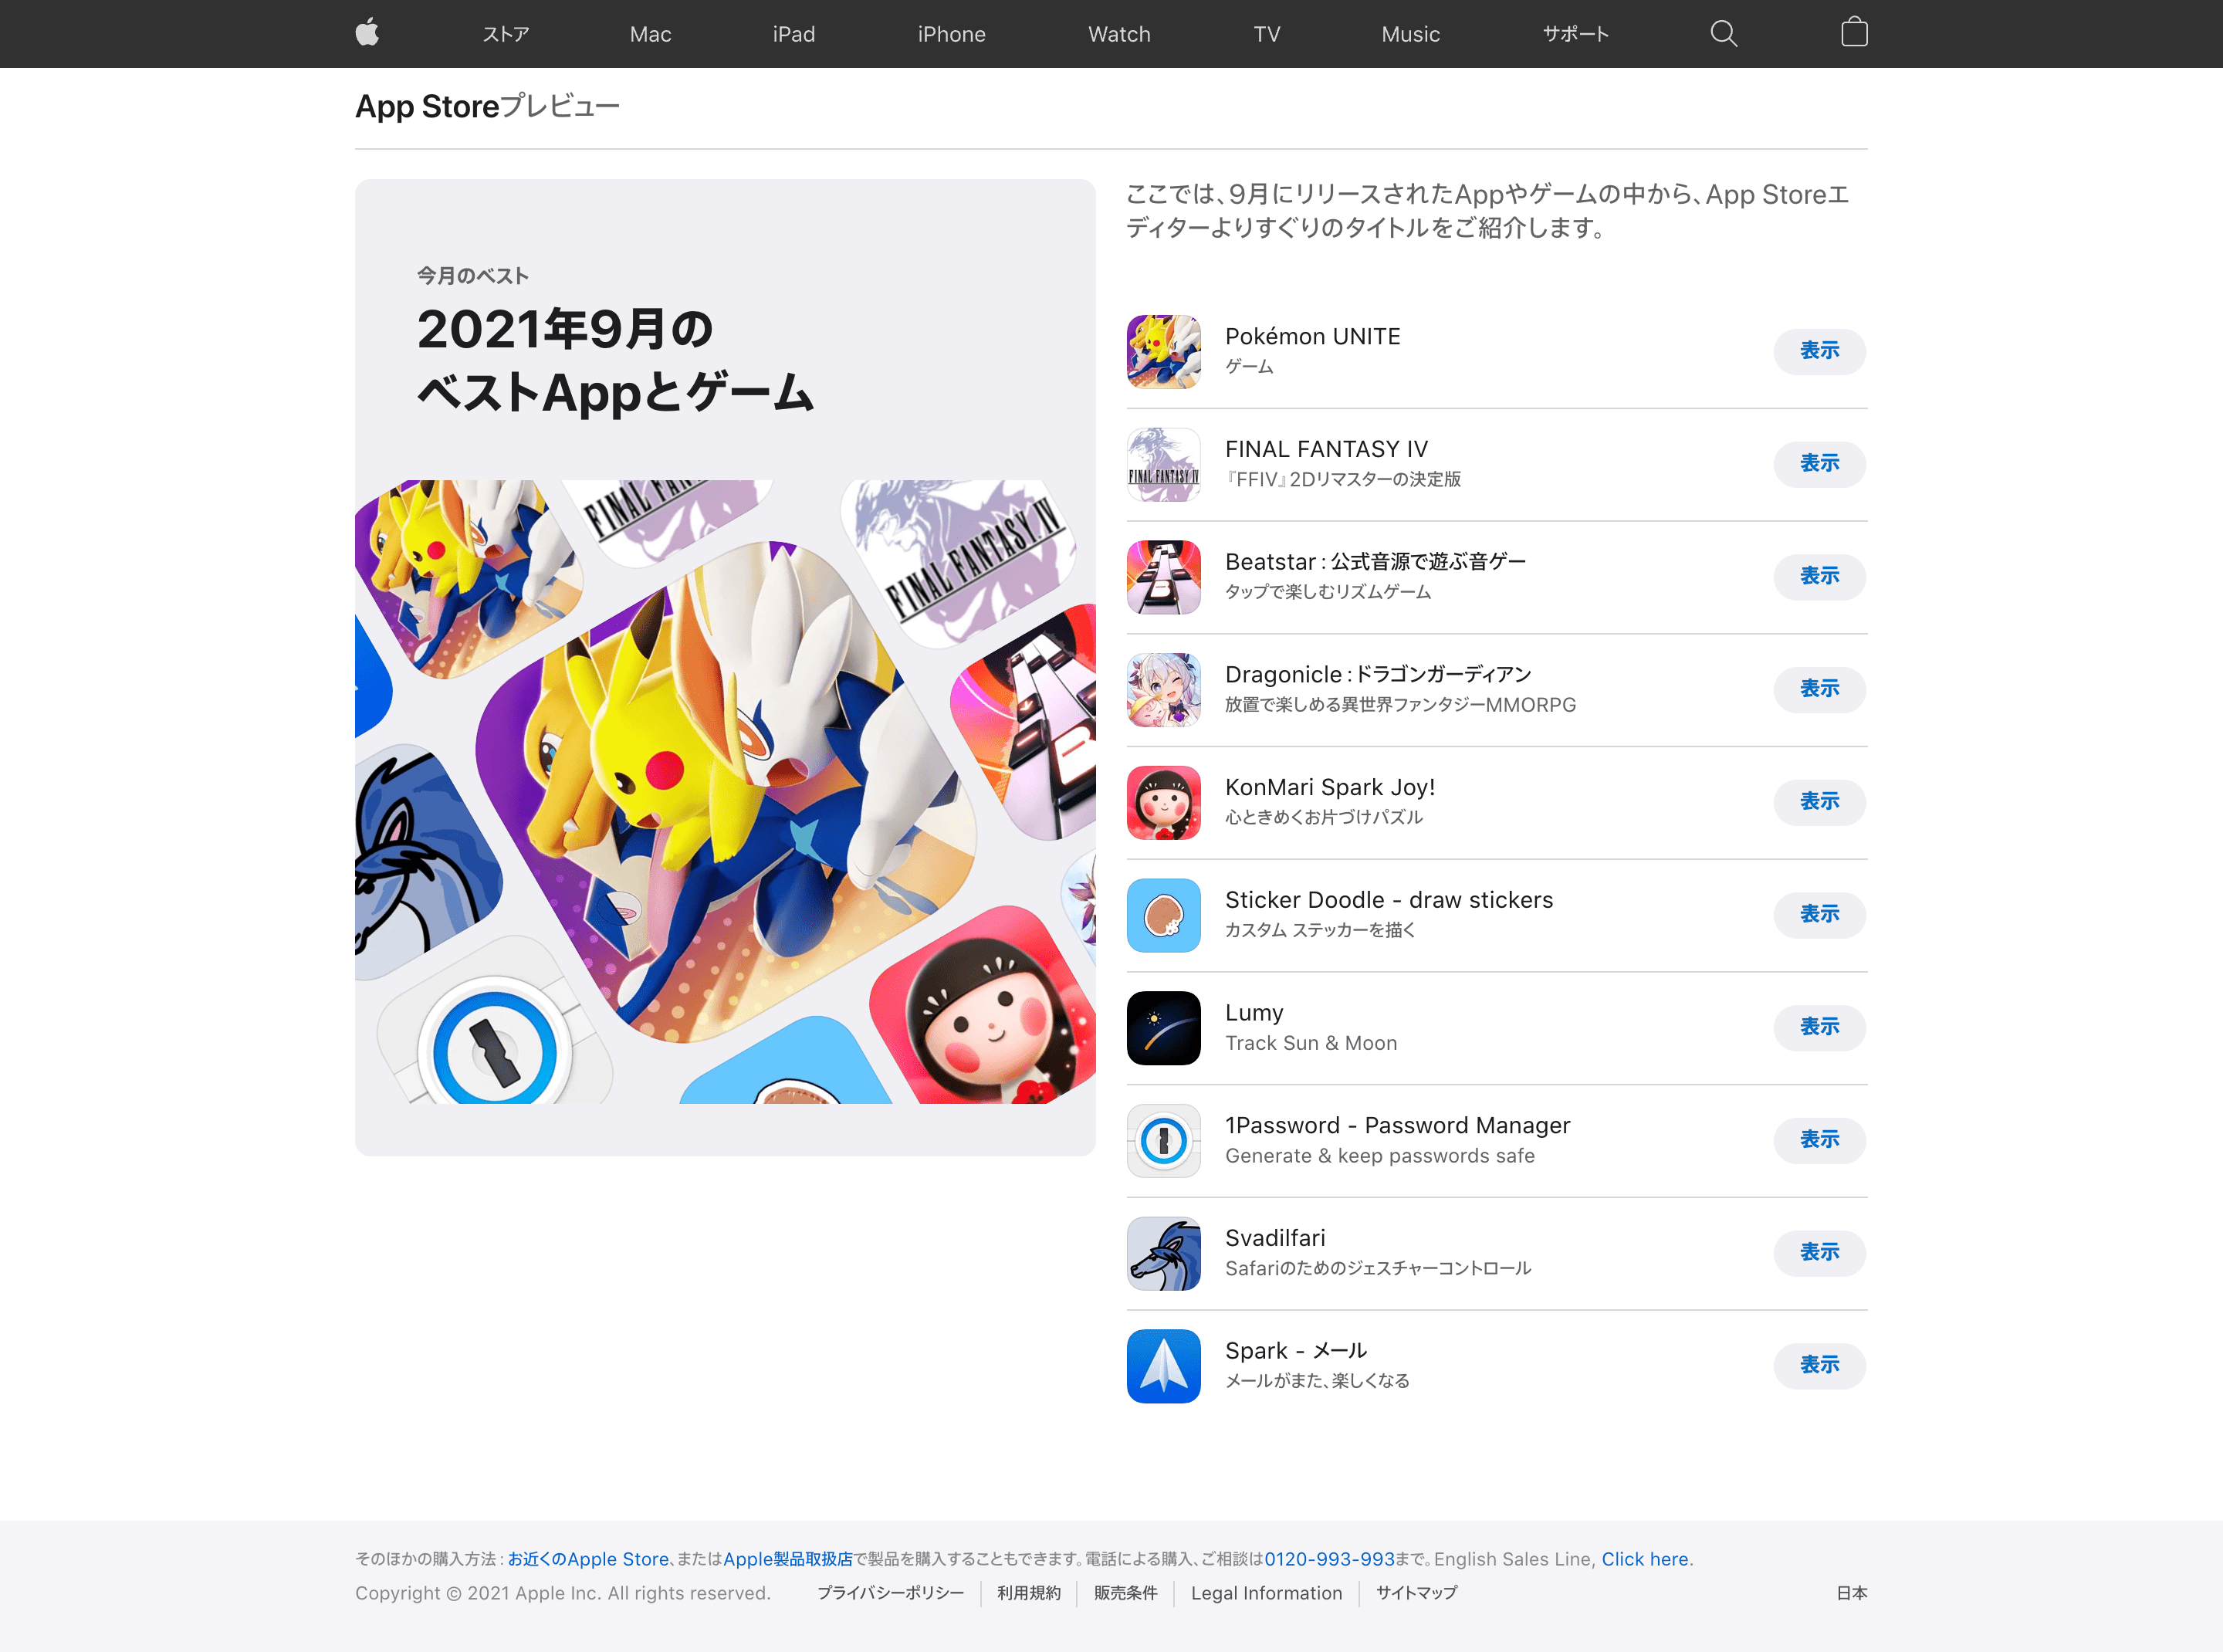 ストア Mac iPad iPhone Watch TV Music サポート
App Storeプレビュー
今月のベスト
2021年9月の
ベストAppとゲーム
FINAL FANTASY IV
ここでは、9月にリリースされたAppやゲームの中から、App Storeエ
ディターよりすぐりのタイトルをご紹介します。
Pokémon UNITE
ゲーム
表示
FINAL FANTASY IV
FINAL FANTASY IV
『FFIV』2Dリマスターの決定版
表示
Beatstar：公式音源で遊ぶ音ゲー
タップで楽しむリズムゲーム
表示
Dragonicle：ドラゴンガーディアン
放置で楽しめる異世界ファンタジーMMORPG
表示
KonMari Spark Joy!
心ときめくお片づけパズル
表示
Sticker Doodle - draw stickers
カスタム ステッカーを描く
表示
Lumy
Track Sun & Moon
表示
1Password - Password Manager
Generate & keep passwords safe
表示
Svadilfari
Safariのためのジェスチャーコントロール
表示
Spark - メール
メールがまた、楽しくなる
表示
そのほかの購入方法：お近くのApple Store、またはApple製品取扱店で製品を購入することもできます。電話による購入、ご相談は0120-993-993まで。English Sales Line, Click here.
Copyright © 2021 Apple Inc. All rights reserved. プライバシーポリシー 利用規約 販売条件 Legal Information サイトマップ 日本